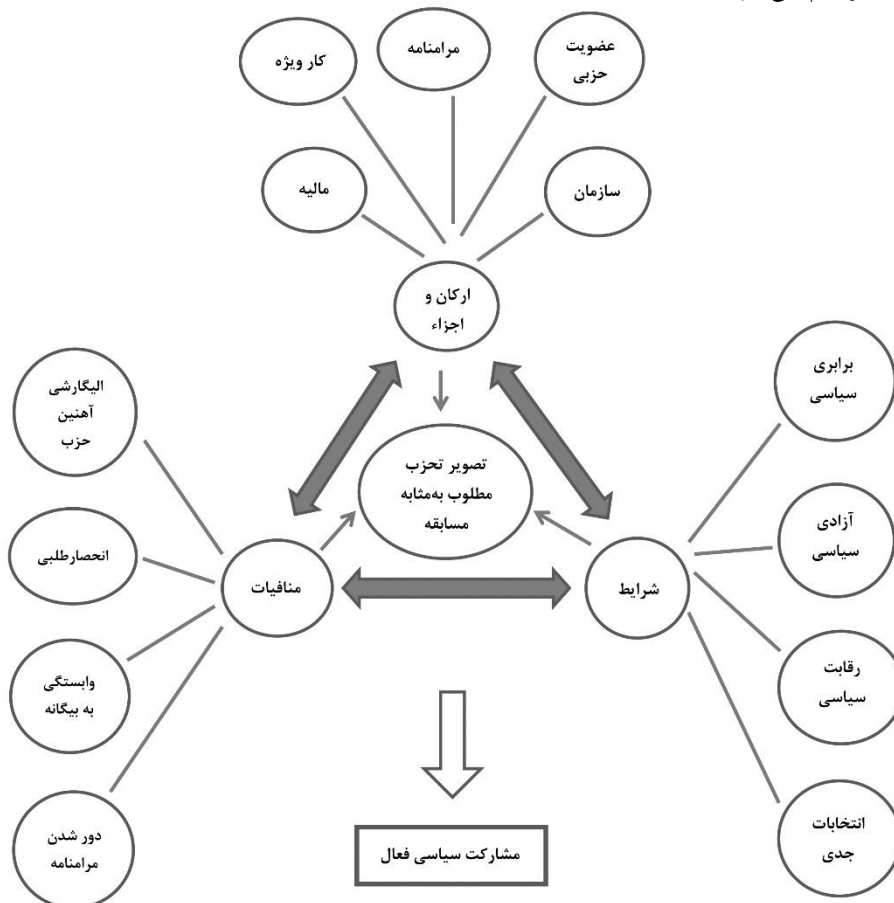 مرامنامه
عضویت
حزبی
کار ویژه
سازمان
مالیه
ارکان و
اجزاء
برابری
سیاسی
الیگارشی
آهنین
حزب
تصویر تحزب
مطلوب به‌مثابه
مسابقه
آزادی
سیاسی
انحصارطلبی
شرایط
منافیات
رقابت
سیاسی
وابستگی
به بیگانه
انتخابات
جدی
دور شدن
مرامنامه
مشارکت سیاسی فعال